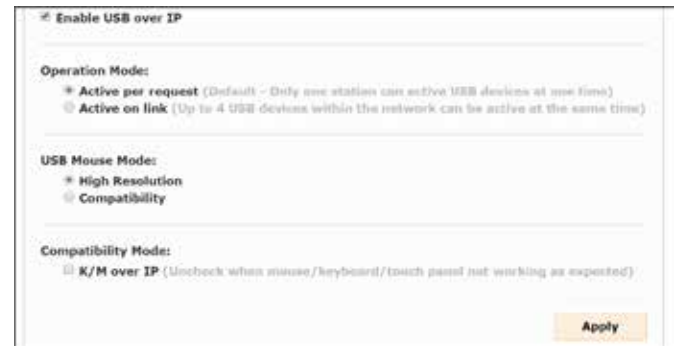 Enable USB over IP
Operation Mode:
Active per request (Default - Only one station can active USB devices at one time)
Active on link (Up to 4 USB devices within the network can be active at the same time)
USB Mouse Mode:
High Resolution
Compatibility
Compatibility Mode:
K/M over IP (Uncheck when mouse/keyboard/touch panel not working as expected)
Apply